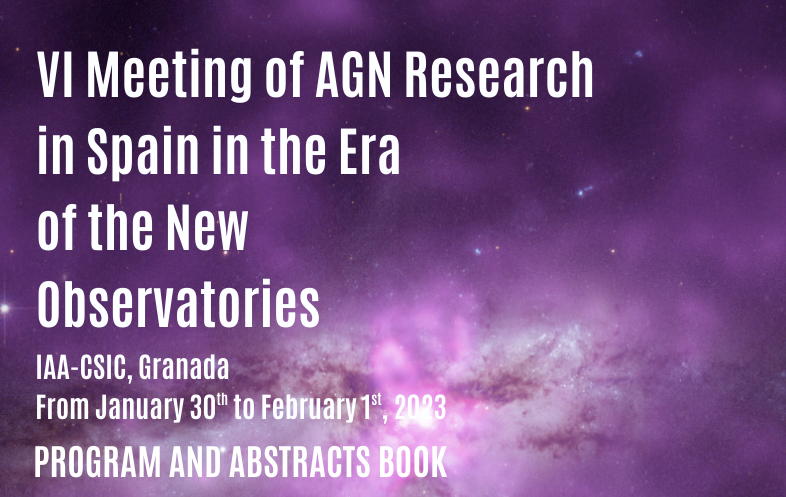 VI Meeting of AGN Research
in Spain in the Era
of the New
Observatories
IAA-CSIC, Granada
From January 30th to February 1st, 2023
PROGRAM AND ABSTRACTS BOOK